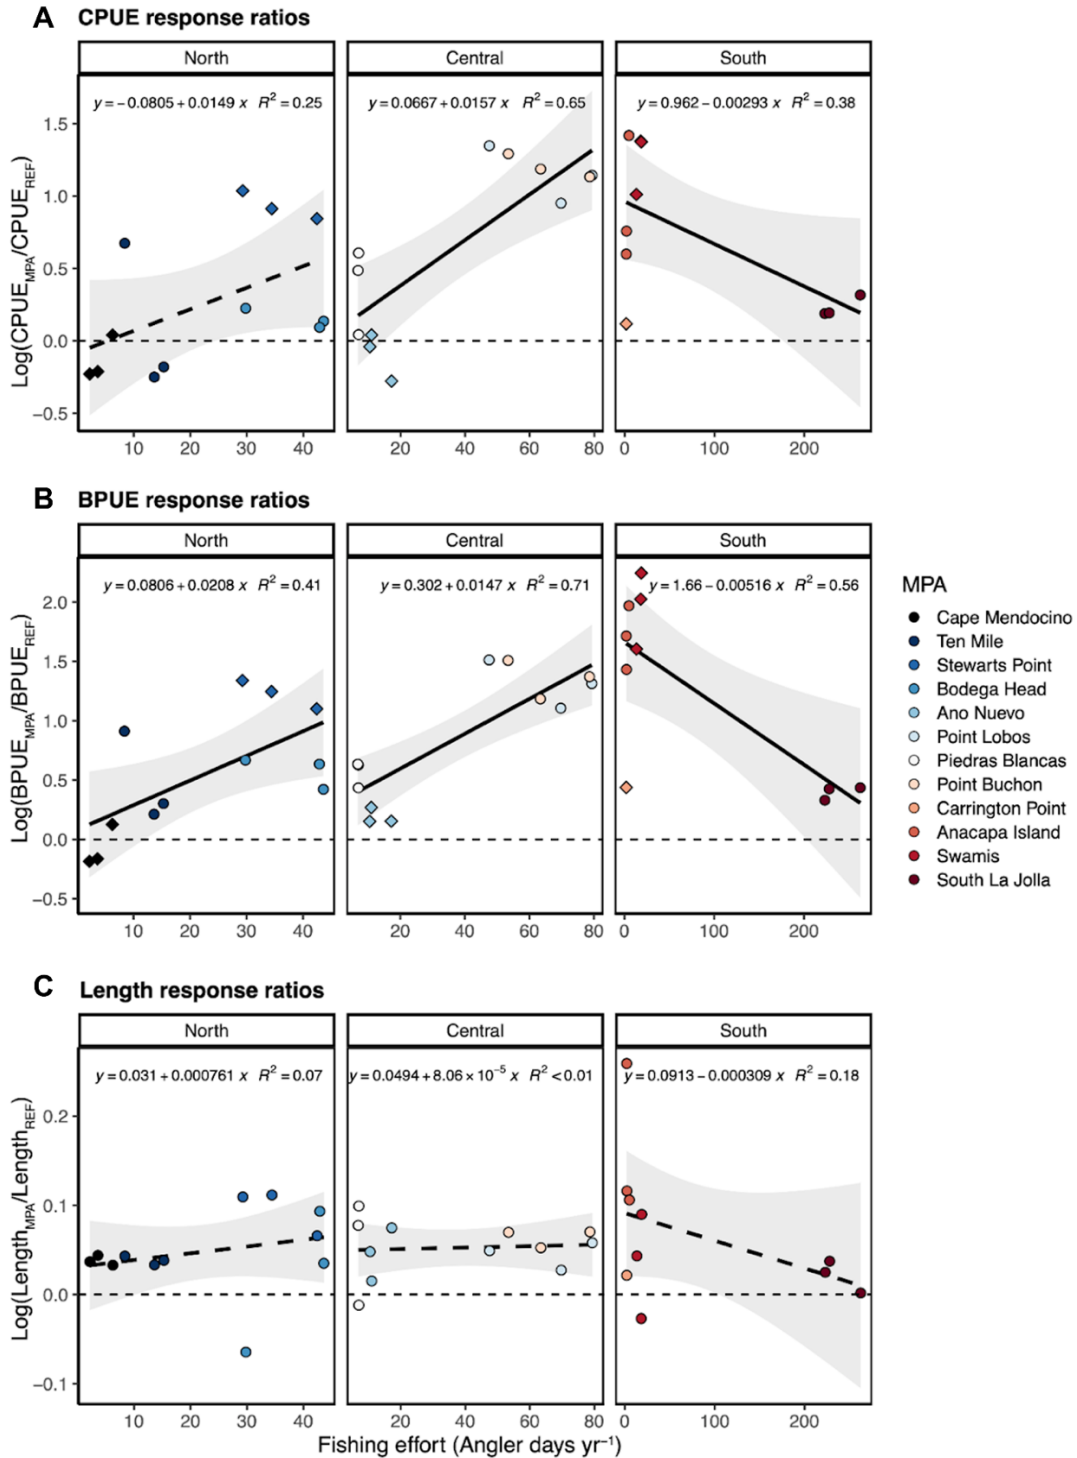 A CPUE response ratios
North Central South
y = − 0.0805 + 0.0149 x R² = 0.25
y = 0.0667 + 0.0157 x R² = 0.65
y = 0.962 − 0.00293 x R² = 0.38
Log(CPUE_MPA/CPUE_REF)
1.5
1.0
0.5
0.0
−0.5
10 20 30 40 20 40 60 80 0 100 200
B BPUE response ratios
North Central South
y = 0.0806 + 0.0208 x R² = 0.41
y = 0.302 + 0.0147 x R² = 0.71
y = 1.66 − 0.00516 x R² = 0.56
Log(BPUE_MPA/BPUE_REF)
2.0
1.5
1.0
0.5
0.0
−0.5
10 20 30 40 20 40 60 80 0 100 200
MPA
Cape Mendocino
Ten Mile
Stewarts Point
Bodega Head
Ano Nuevo
Point Lobos
Piedras Blancas
Point Buchon
Carrington Point
Anacapa Island
Swamis
South La Jolla
C Length response ratios
North Central South
y = 0.031 + 0.000761 x R² = 0.07
y = 0.0494 + 8.06 × 10⁻⁵ x R² < 0.01
y = 0.0913 − 0.000309 x R² = 0.18
Log(Length_MPA/Length_REF)
0.2
0.1
0.0
−0.1
10 20 30 40 20 40 60 80 0 100 200
Fishing effort (Angler days yr⁻¹)